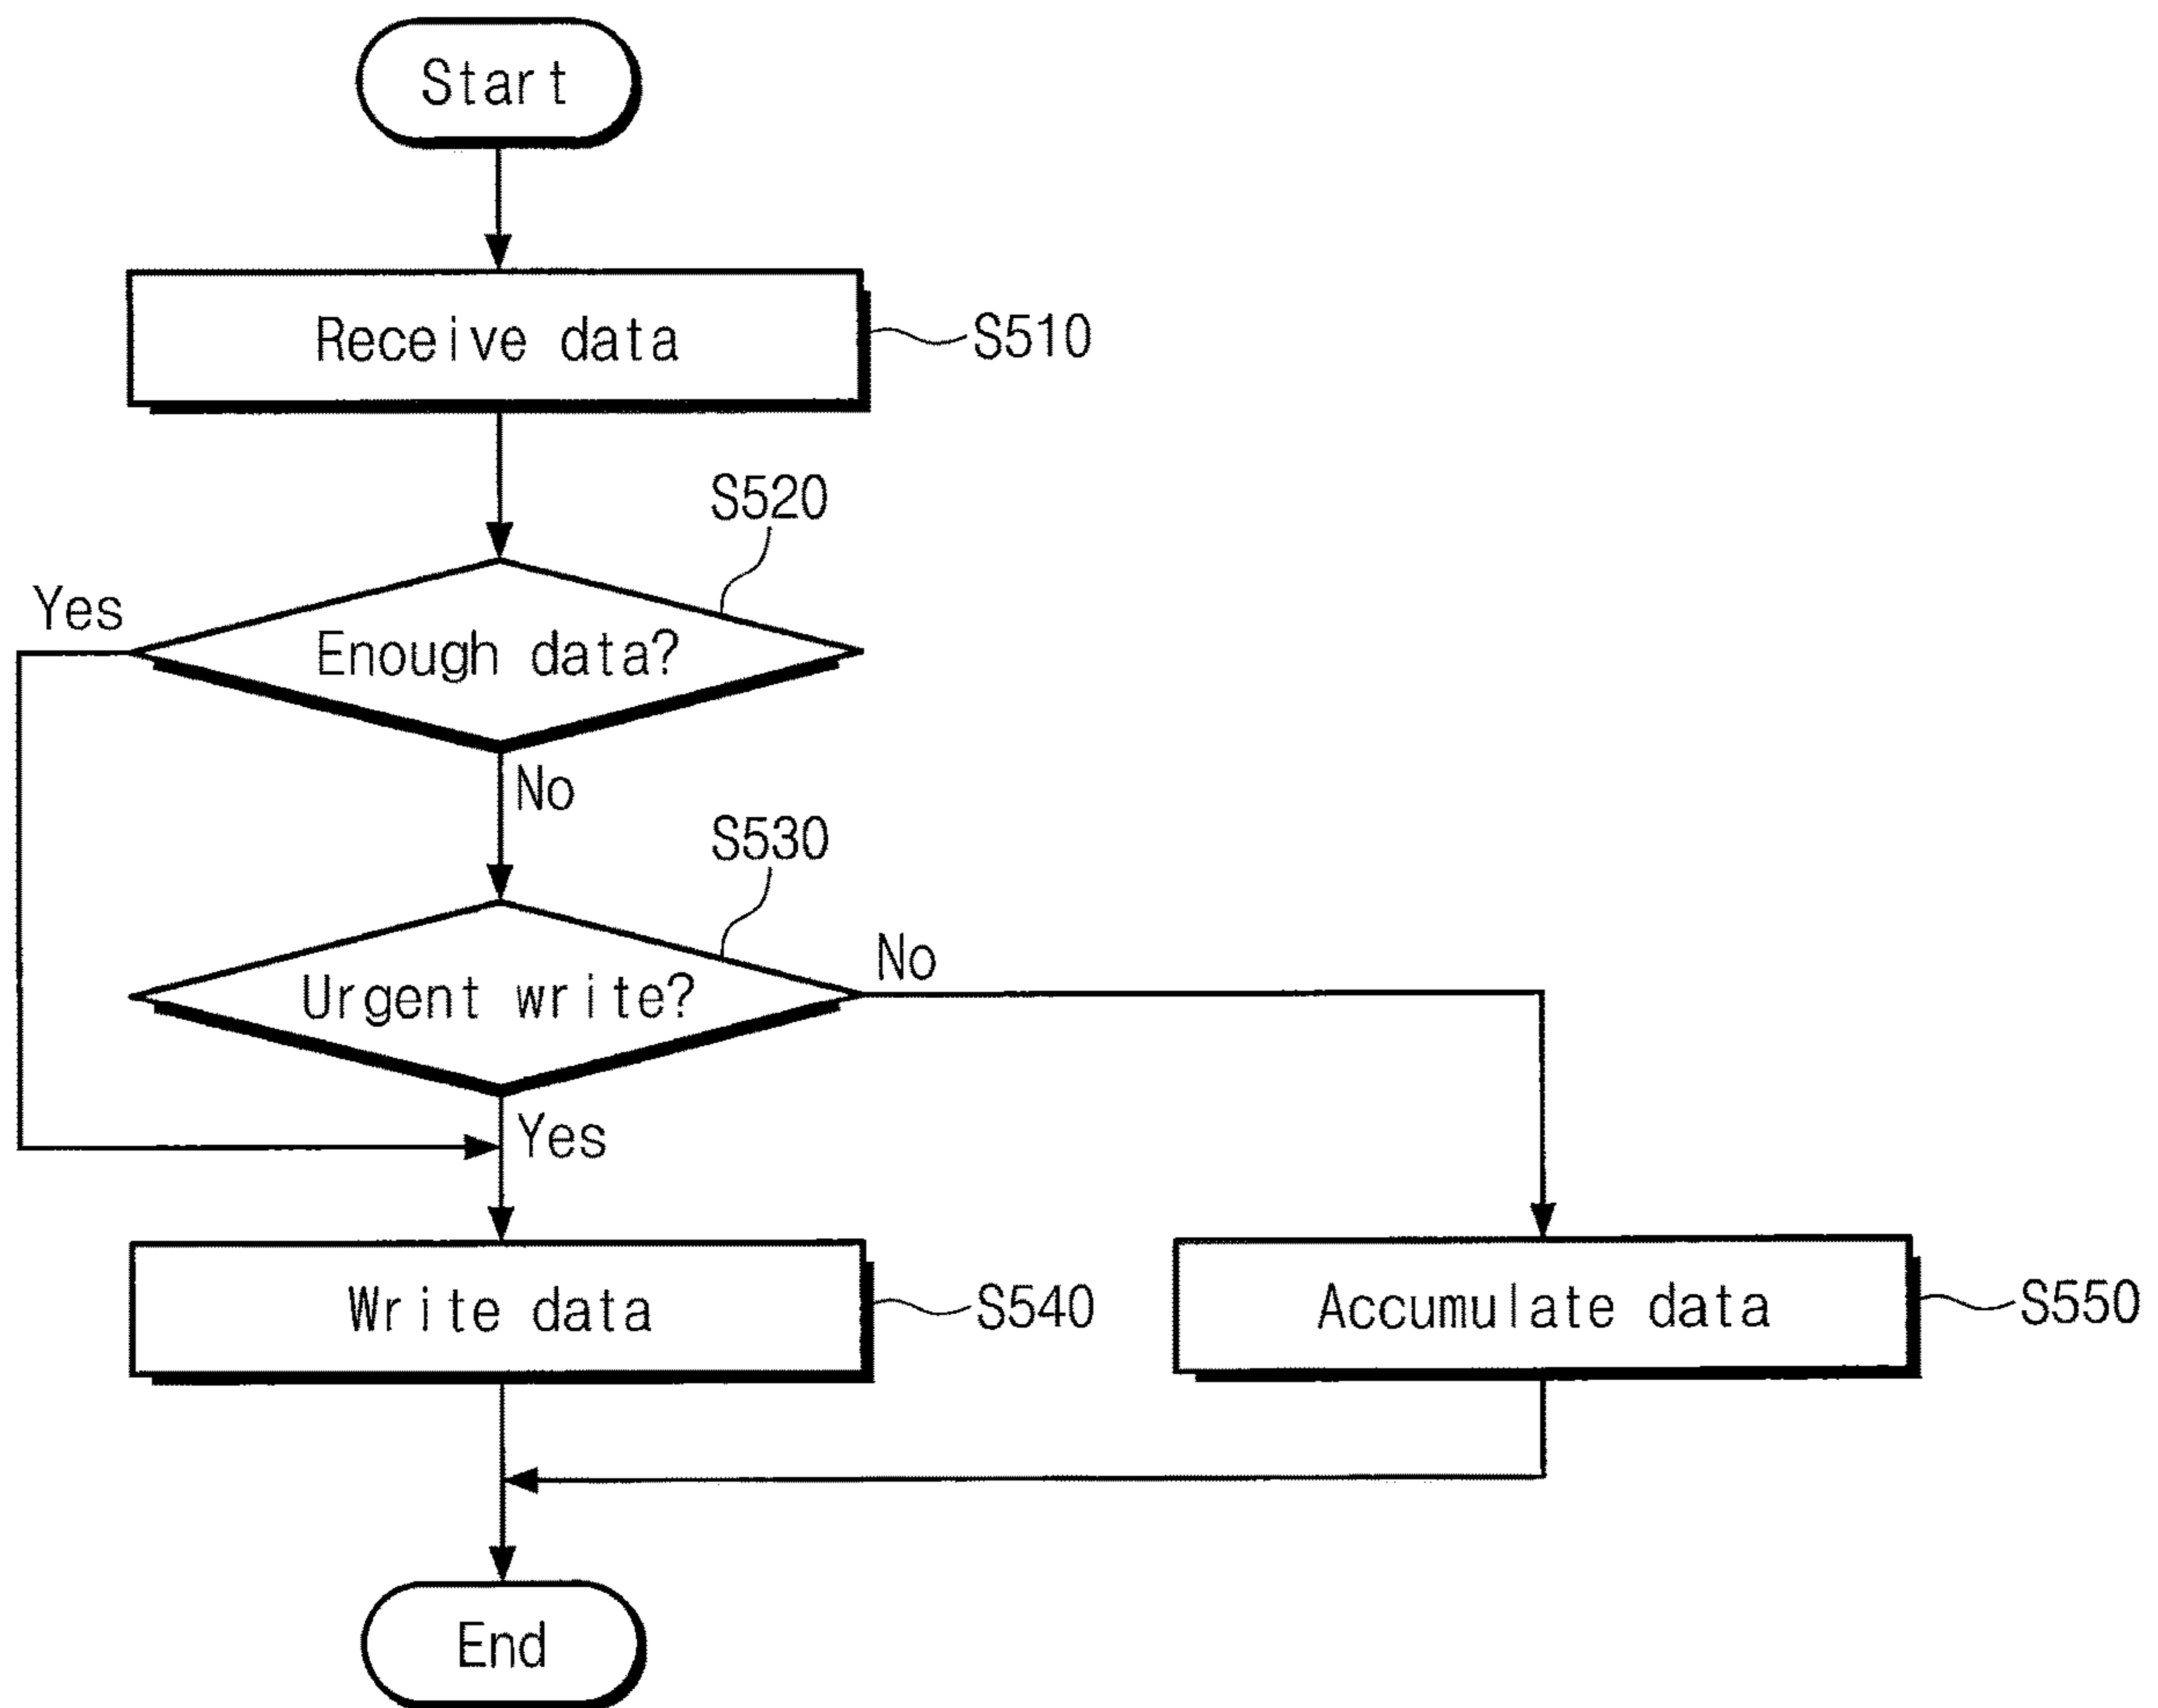 Start
Receive data
S510
S520
Yes
Enough data?
No
S530
Urgent write?
No
Yes
Write data
S540
Accumulate data
S550
End